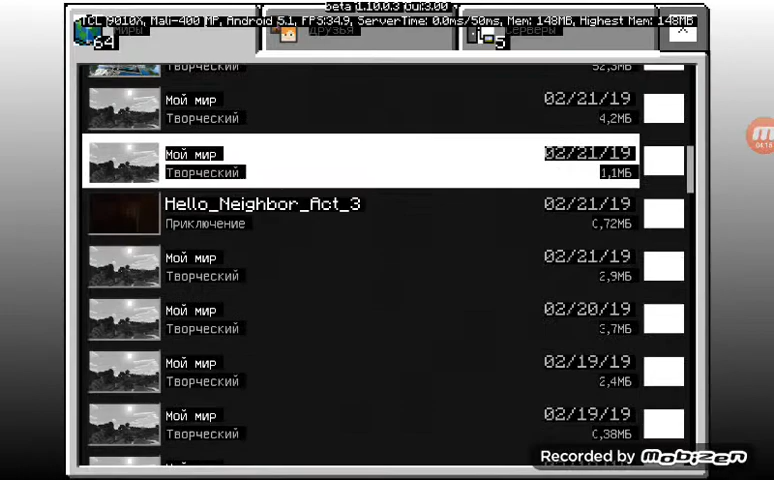 beta 1.10.0.3 Gui:3.00
TCL 9010X, Mali-400 MP, Android 5.1, FPS:34.9, ServerTime: 0.0ms/50ms, Mem: 148MB, Highest Mem: 148MB
Миры
64
Друзья
Серверы
5
Творческий
52,3МБ
Мой мир
02/21/19
Творческий
4,2МБ
Мой мир
02/21/19
Творческий
1,1МБ
Hello_Neighbor_Act_3
02/21/19
Приключение
0,72МБ
Мой мир
02/21/19
Творческий
2,9МБ
Мой мир
02/20/19
Творческий
3,7МБ
Мой мир
02/19/19
Творческий
2,4МБ
Мой мир
02/19/19
Творческий
0,38МБ
Recorded by Mobizen